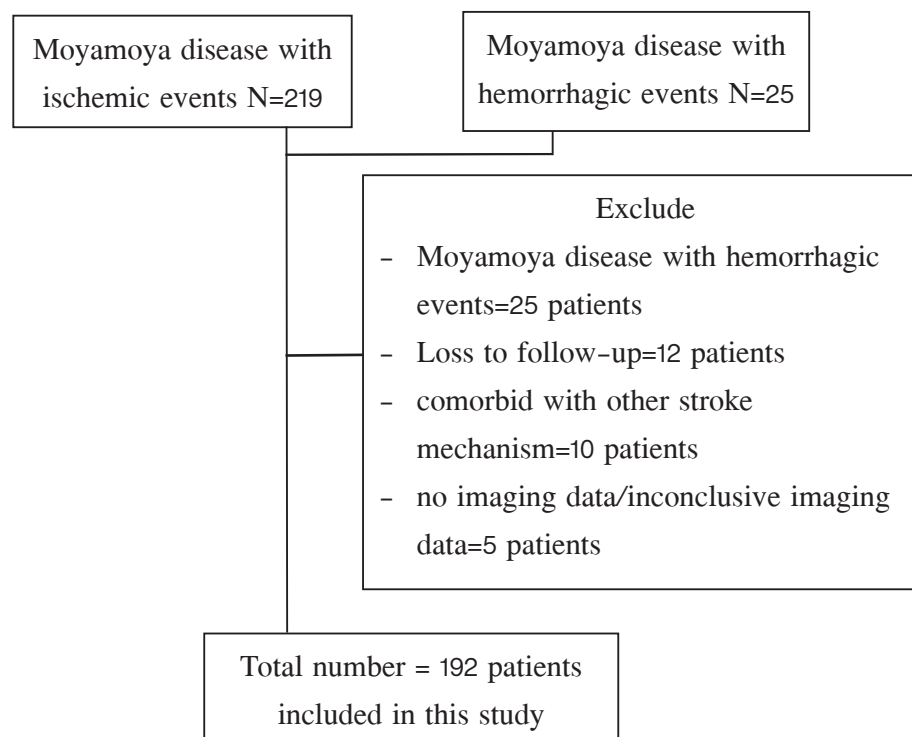 Moyamoya disease with
ischemic events N=219
Moyamoya disease with
hemorrhagic events N=25
Exclude
- Moyamoya disease with hemorrhagic
events=25 patients
- Loss to follow-up=12 patients
- comorbid with other stroke
mechanism=10 patients
- no imaging data/inconclusive imaging
data=5 patients
Total number = 192 patients
included in this study